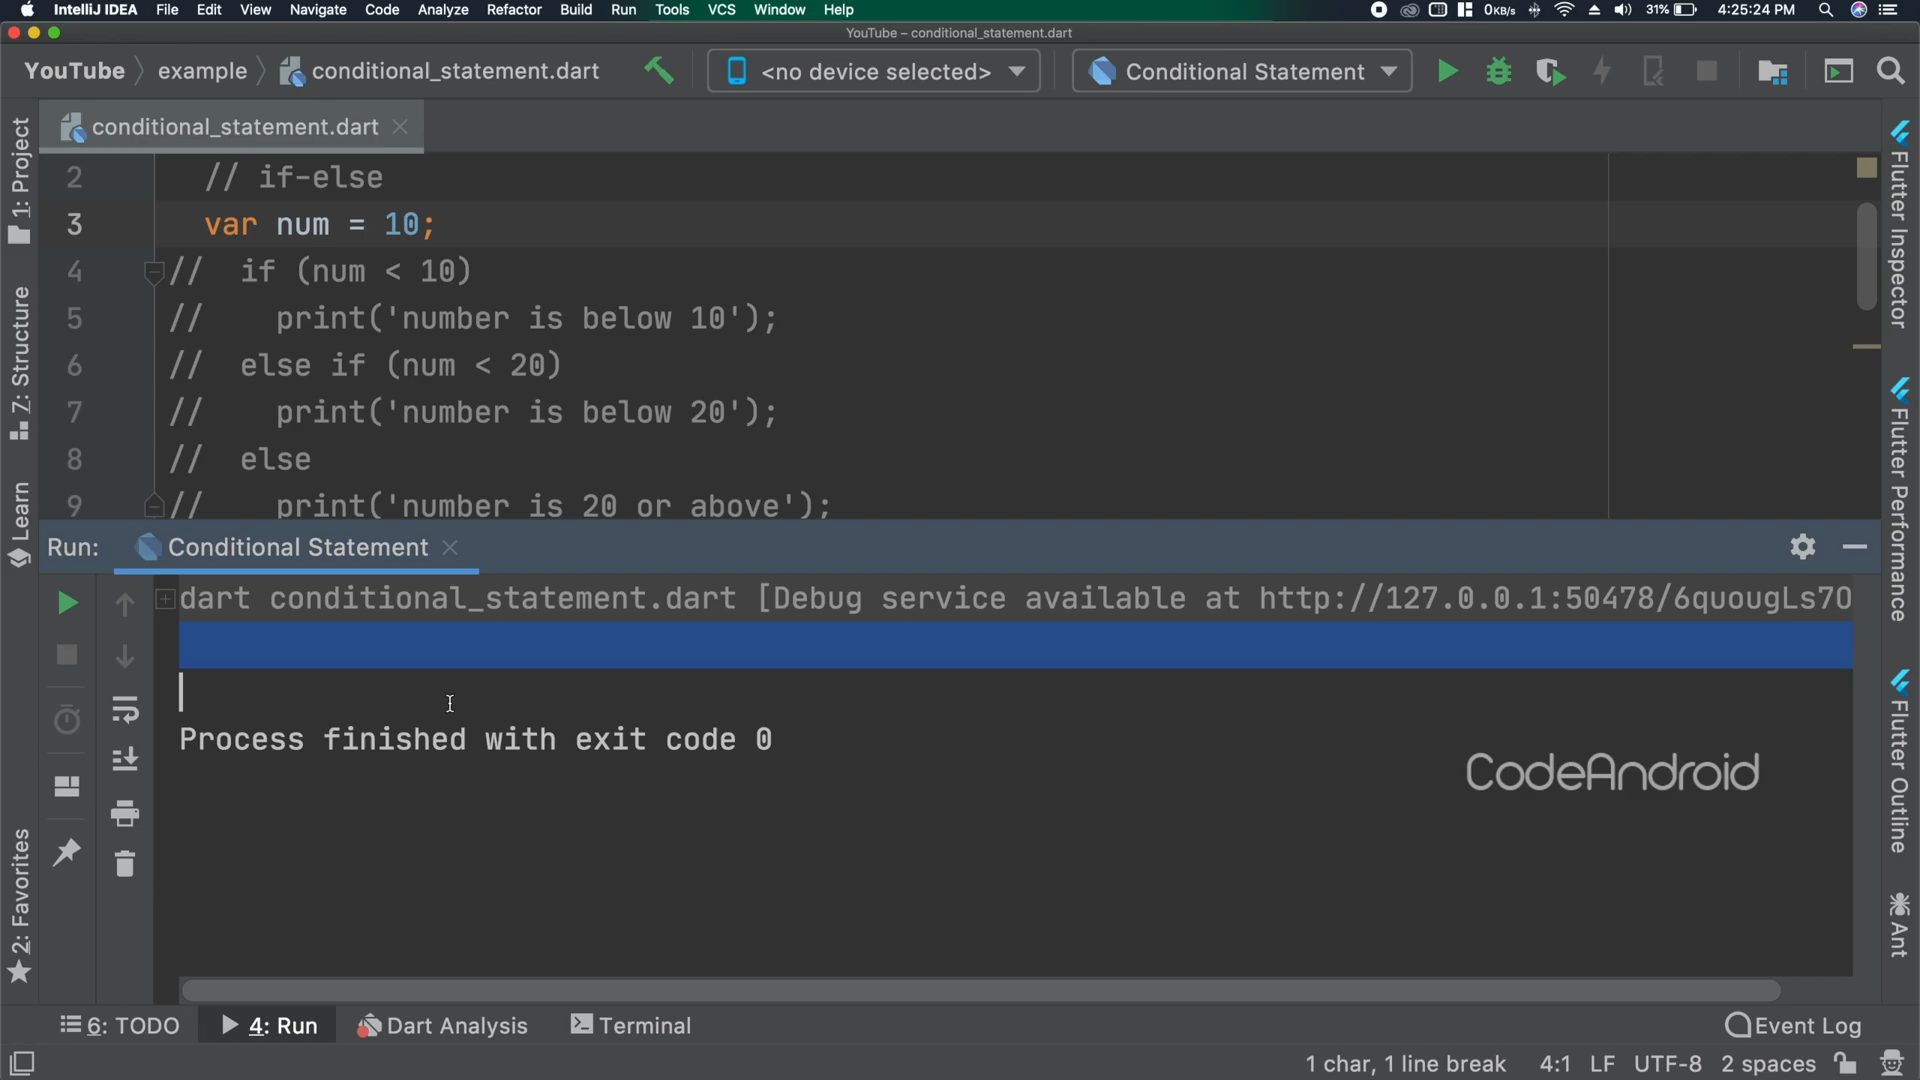 IntelliJ IDEA File Edit View Navigate Code Analyze Refactor Build Run Tools VCS Window Help 0KB/s 31% 4:25:24 PM
YouTube – conditional_statement.dart
YouTube example conditional_statement.dart <no device selected> Conditional Statement
conditional_statement.dart
2 // if-else
3 var num = 10;
4 // if (num < 10)
5 // print('number is below 10');
6 // else if (num < 20)
7 // print('number is below 20');
8 // else
9 // print('number is 20 or above');
1: Project
Z: Structure
Learn
2: Favorites
Flutter Inspector
Flutter Performance
Flutter Outline
Ant
Run: Conditional Statement
dart conditional_statement.dart [Debug service available at http://127.0.0.1:50478/6quougLs7O
Process finished with exit code 0
CodeAndroid
6: TODO 4: Run Dart Analysis Terminal Event Log
1 char, 1 line break 4:1 LF UTF-8 2 spaces